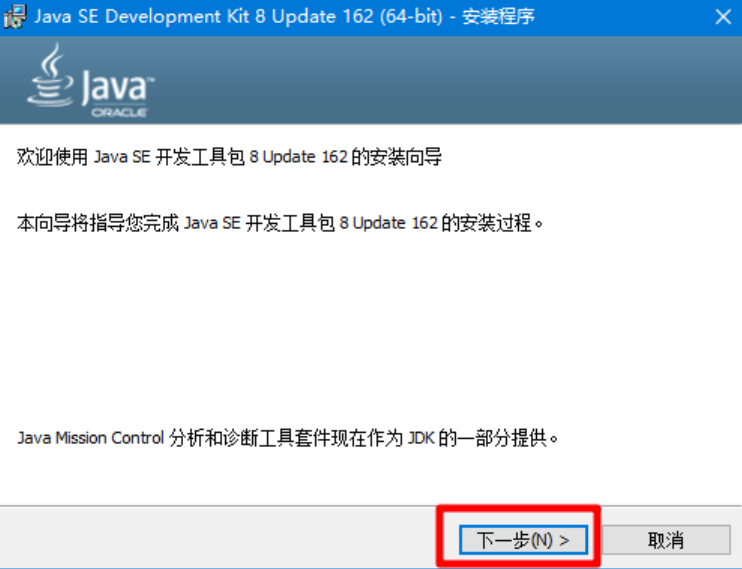 Java SE Development Kit 8 Update 162 (64-bit) - 安装程序
Java™
ORACLE
欢迎使用 Java SE 开发工具包 8 Update 162 的安装向导
本向导将指导您完成 Java SE 开发工具包 8 Update 162 的安装过程。
Java Mission Control 分析和诊断工具套件现在作为 JDK 的一部分提供。
下一步(N) > 取消